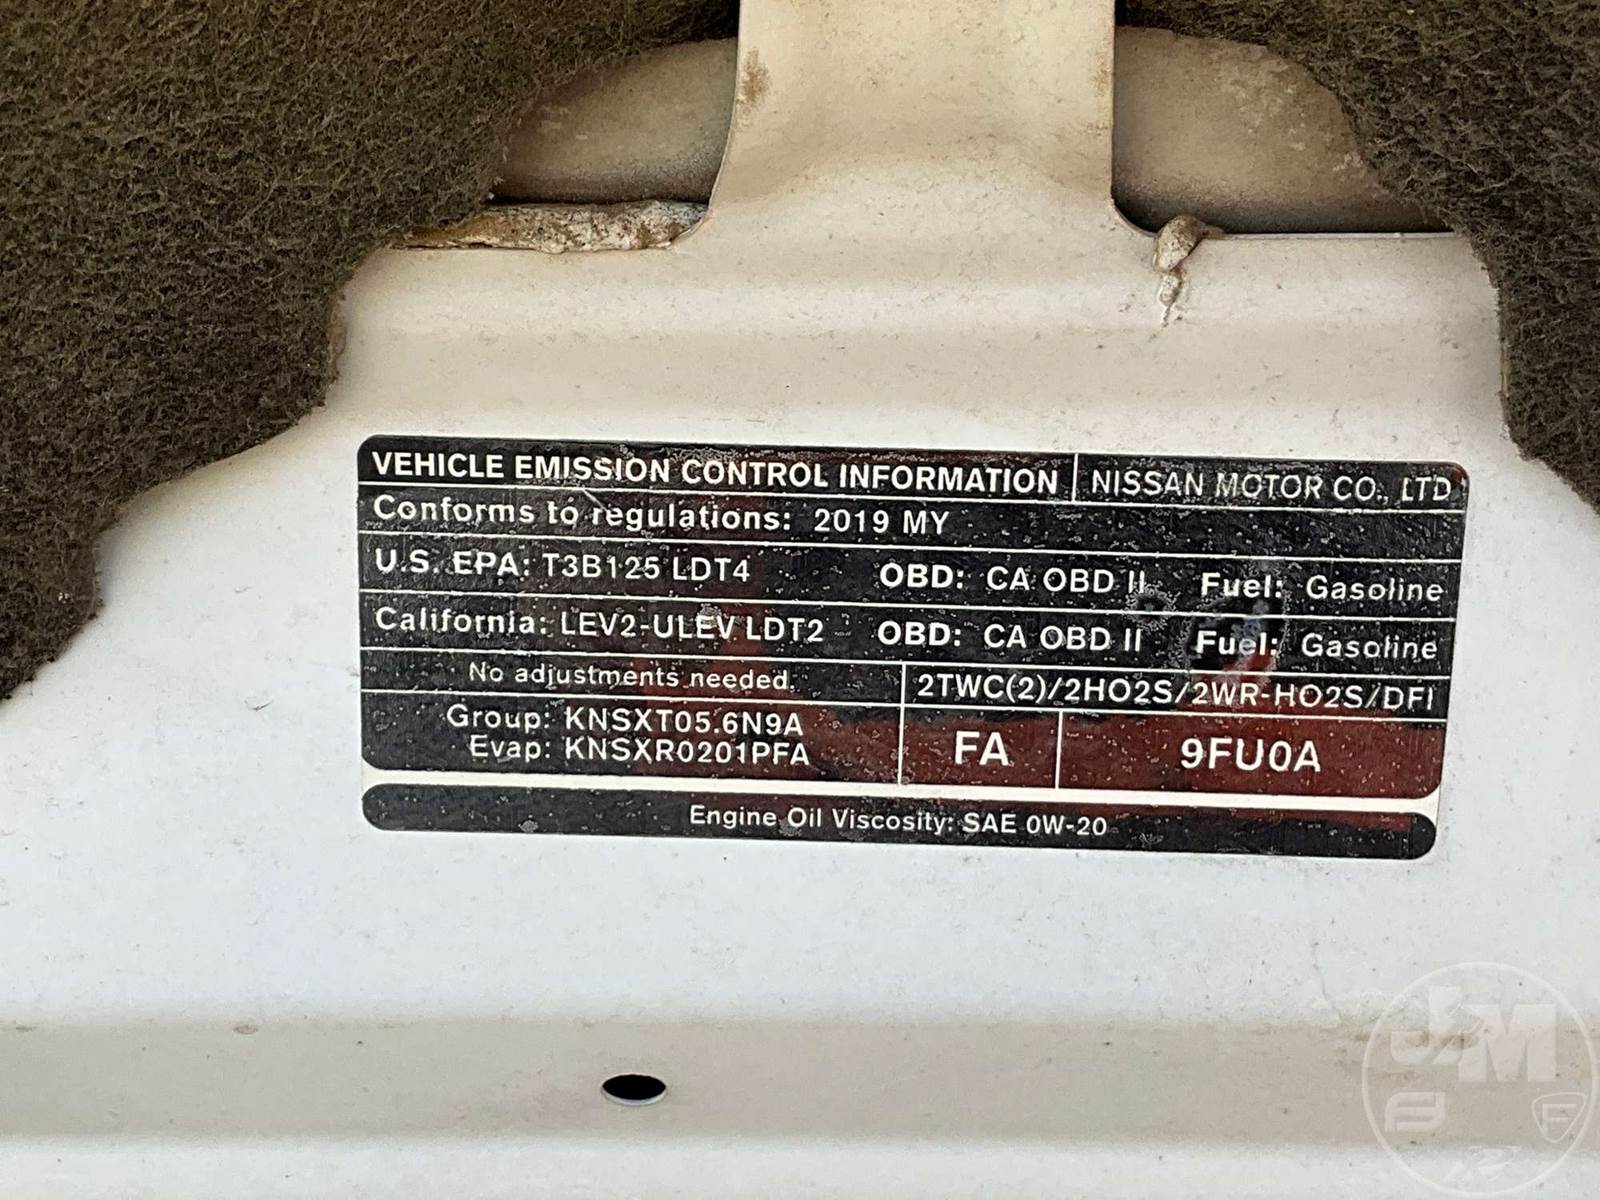 VEHICLE EMISSION CONTROL INFORMATION NISSAN MOTOR CO., LTD
Conforms to regulations: 2019 MY
U.S. EPA: T3B125 LDT4 OBD: CA OBD II Fuel: Gasoline
California: LEV2-ULEV LDT2 OBD: CA OBD II Fuel: Gasoline
No adjustments needed. 2TWC(2)/2HO2S/2WR-HO2S/DFI
Group: KNSXT05.6N9A
Evap: KNSXR0201PFA
FA 9FU0A
Engine Oil Viscosity: SAE 0W-20
J&M